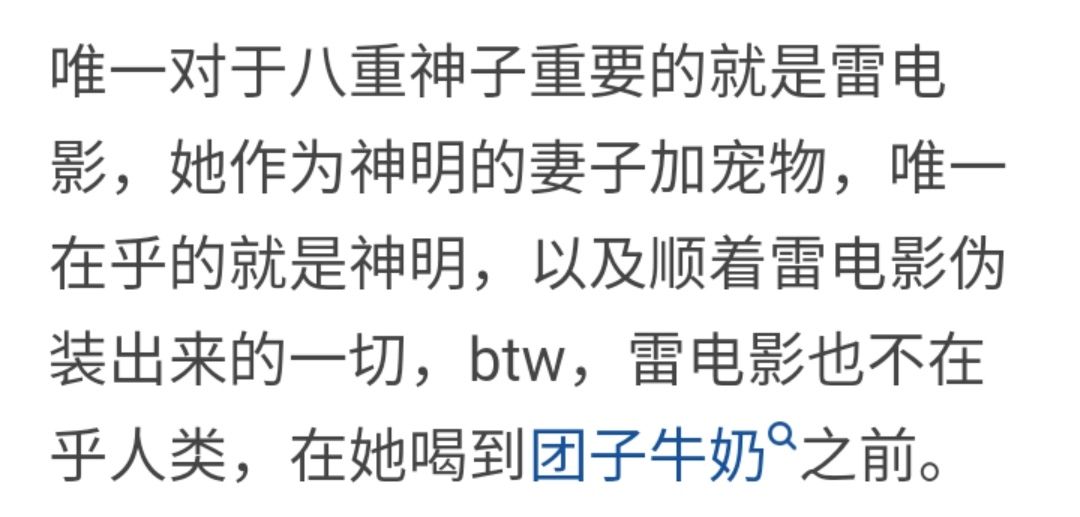 唯一对于八重神子重要的就是雷电
影，她作为神明的妻子加宠物，唯一
在乎的就是神明，以及顺着雷电影伪
装出来的一切，btw，雷电影也不在
乎人类，在她喝到团子牛奶之前。